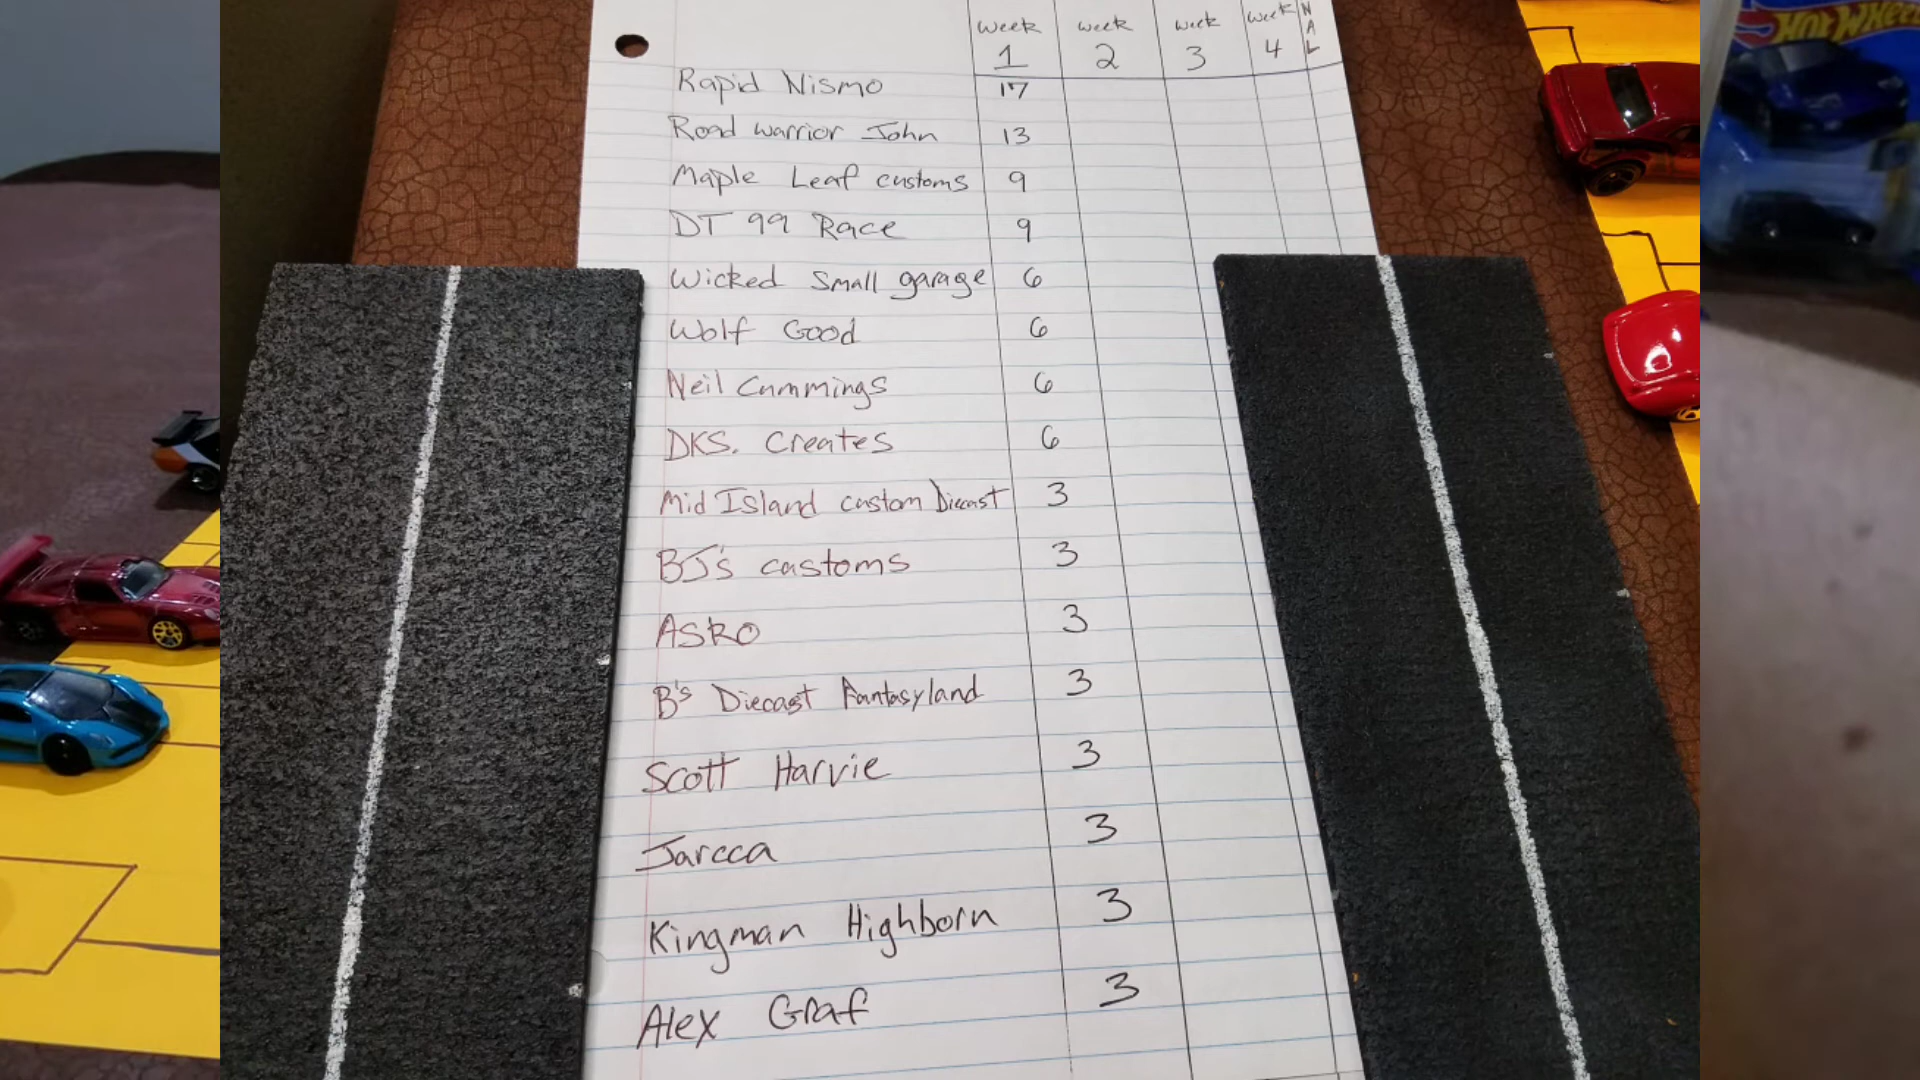 week week week week N
1 2 3 4 A
L
Rapid Nismo 17
Road warrior John 13
Maple Leaf customs 9
DT 99 Race 9
Wicked Small garage 6
Wolf Good 6
Neil Cummings 6
DKS. Creates 6
Mid Island custom Diecast 3
BJ's customs 3
ASRO 3
B's Diecast Fantasyland 3
Scott Harvie 3
Jarcca 3
Kingman Highborn 3
Alex Graf 3
HOT WHEELS